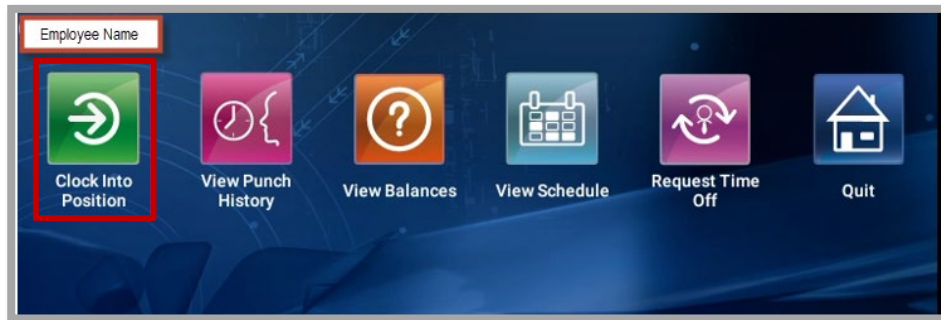 Employee Name
Clock Into
Position
View Punch
History
View Balances
View Schedule
Request Time
Off
Quit